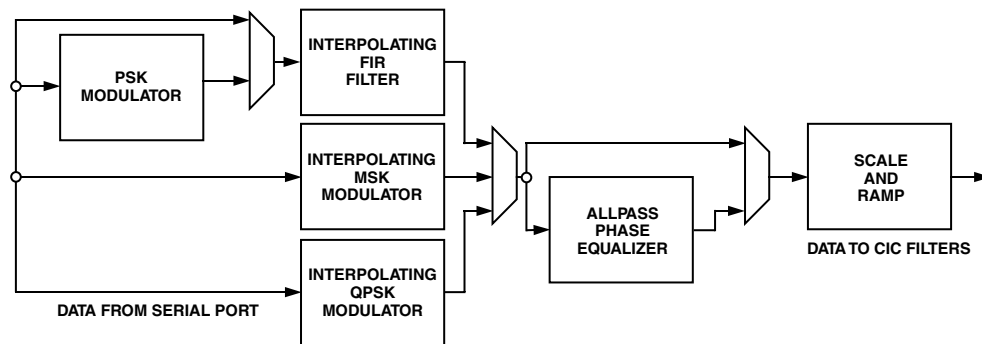 PSK
MODULATOR
INTERPOLATING
FIR
FILTER
INTERPOLATING
MSK
MODULATOR
INTERPOLATING
QPSK
MODULATOR
DATA FROM SERIAL PORT
ALLPASS
PHASE
EQUALIZER
SCALE
AND
RAMP
DATA TO CIC FILTERS